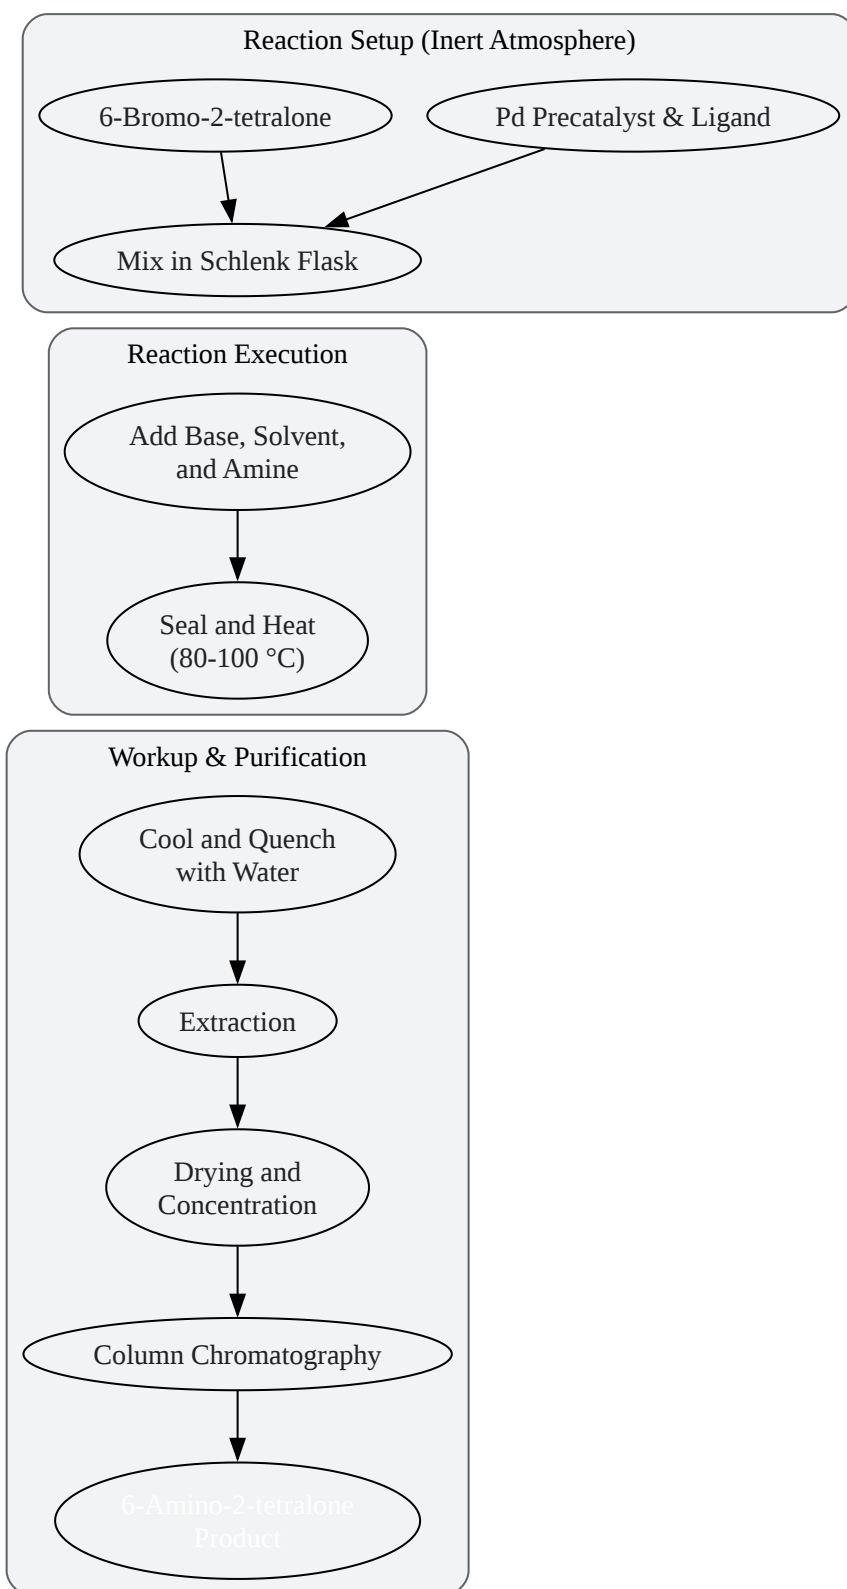 Reaction Setup (Inert Atmosphere)
6-Bromo-2-tetralone
Pd Precatalyst & Ligand
Mix in Schlenk Flask
Reaction Execution
Add Base, Solvent,
and Amine
Seal and Heat
(80-100 °C)
Workup & Purification
Cool and Quench
with Water
Extraction
Drying and
Concentration
Column Chromatography
6-Amino-2-tetralone
Product